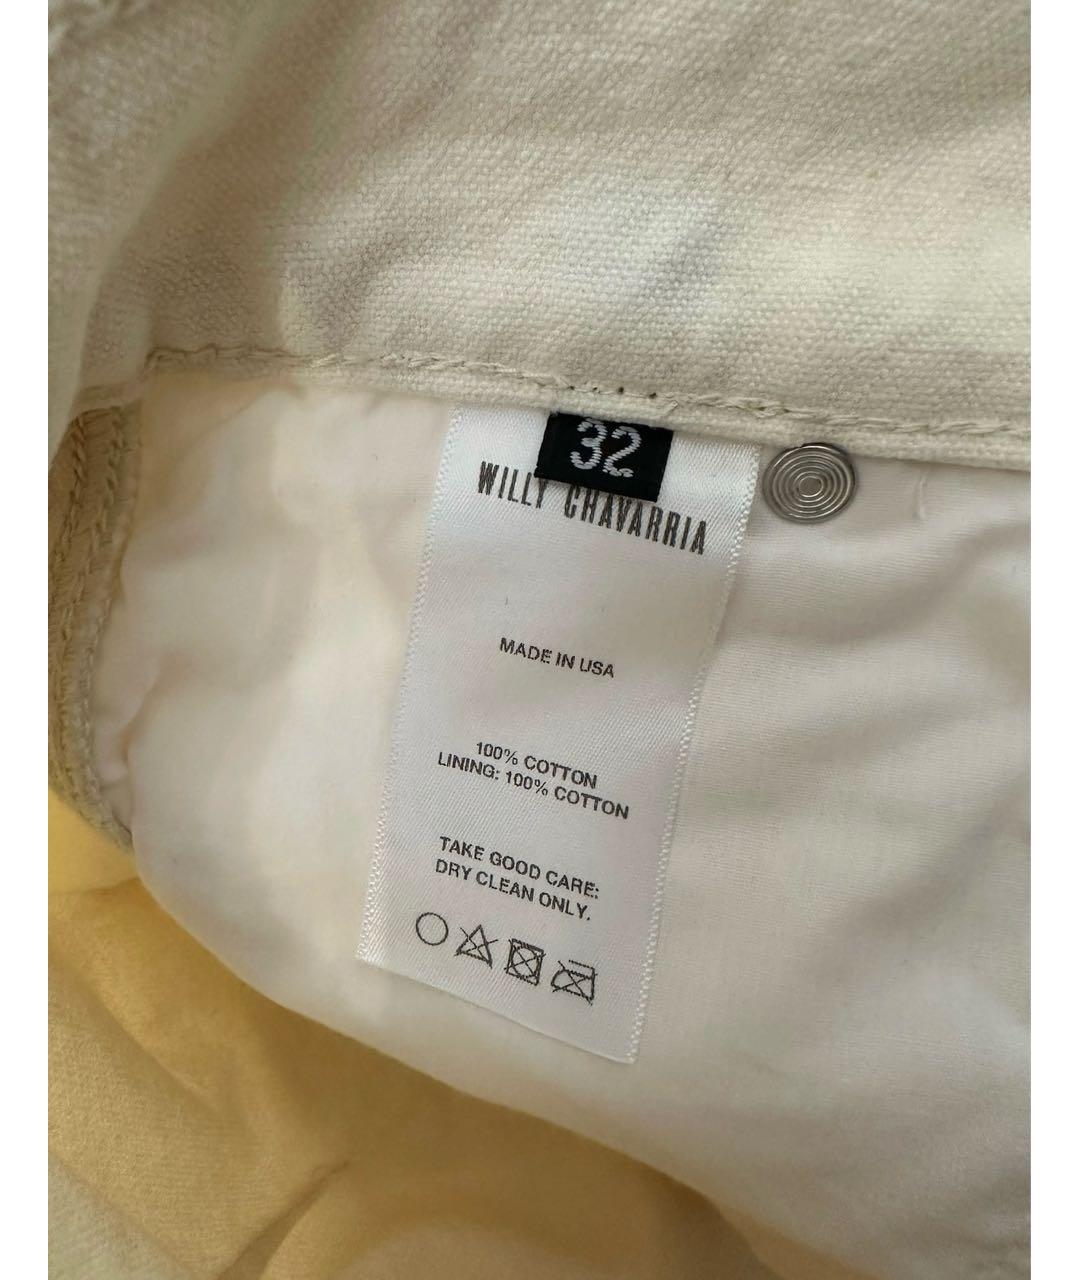 32
WILLY CHAVARRIA
MADE IN USA
100% COTTON
LINING: 100% COTTON
TAKE GOOD CARE:
DRY CLEAN ONLY.